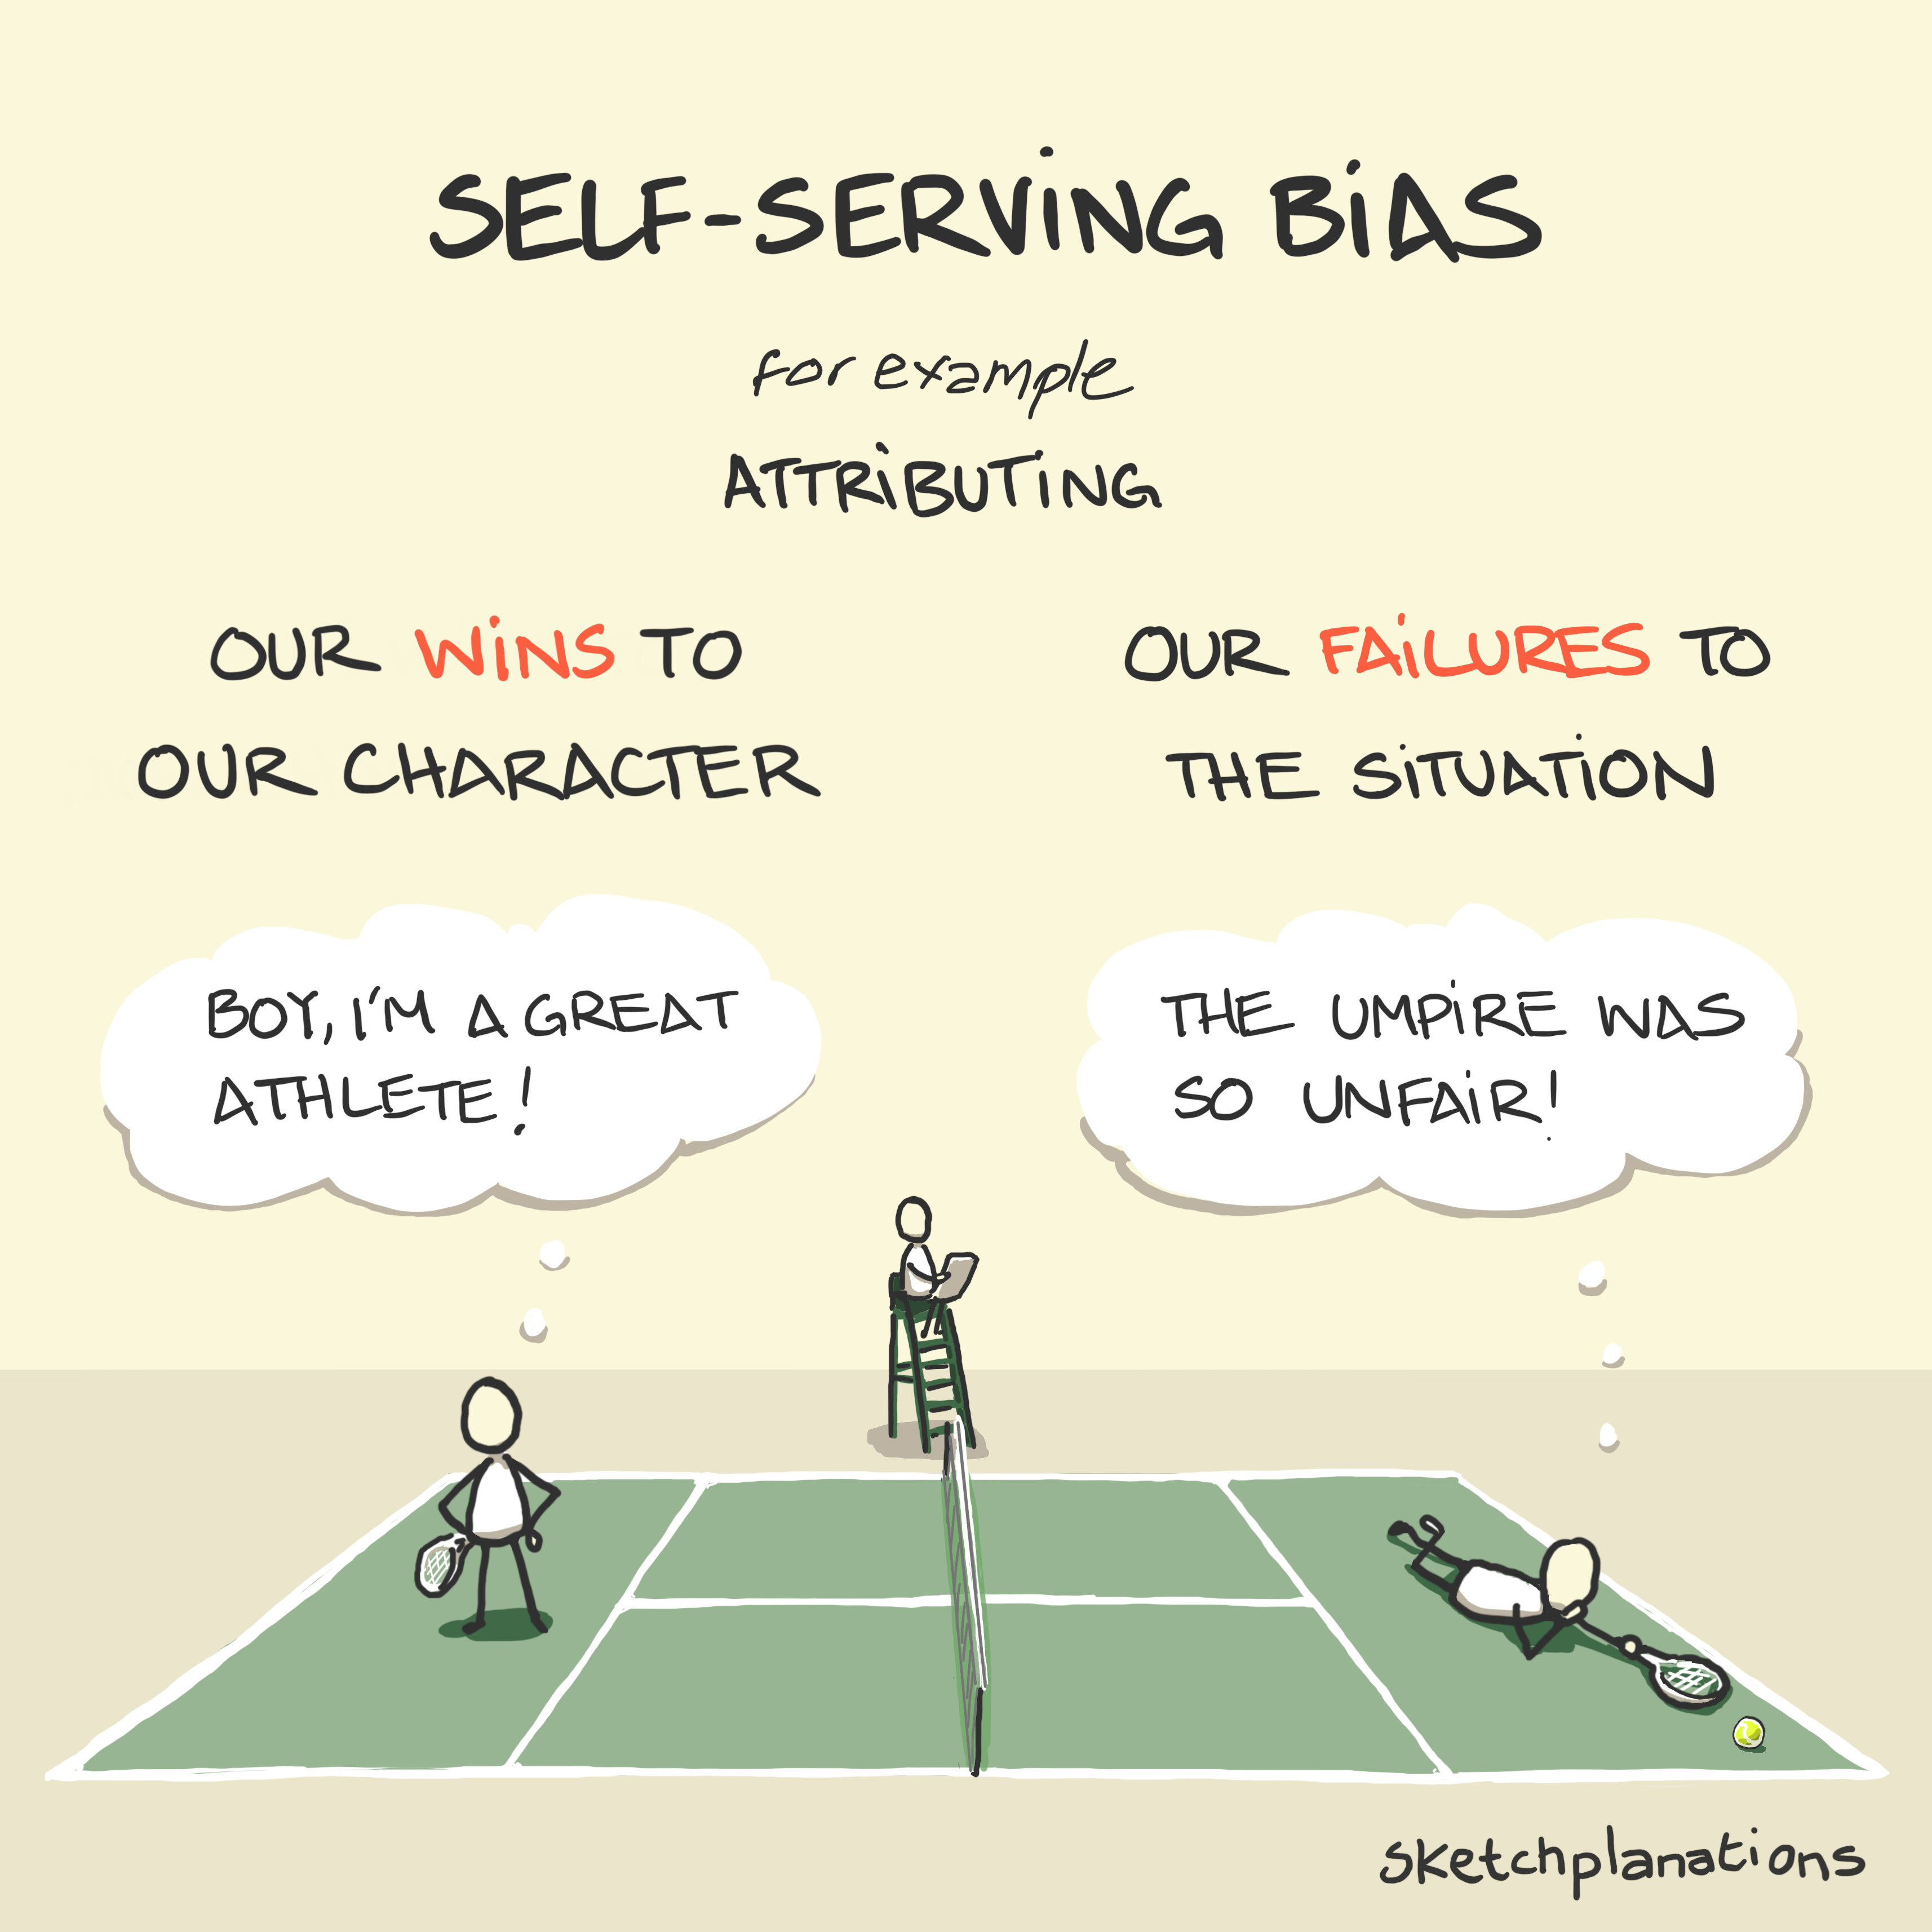 SELF-SERVING BIAS
for example
ATTRIBUTING
OUR WINS TO
OUR CHARACTER
OUR FAILURES TO
THE SITUATION
BOY, I'M A GREAT
ATHLETE!
THE UMPIRE WAS
SO UNFAIR!
sketchplanations